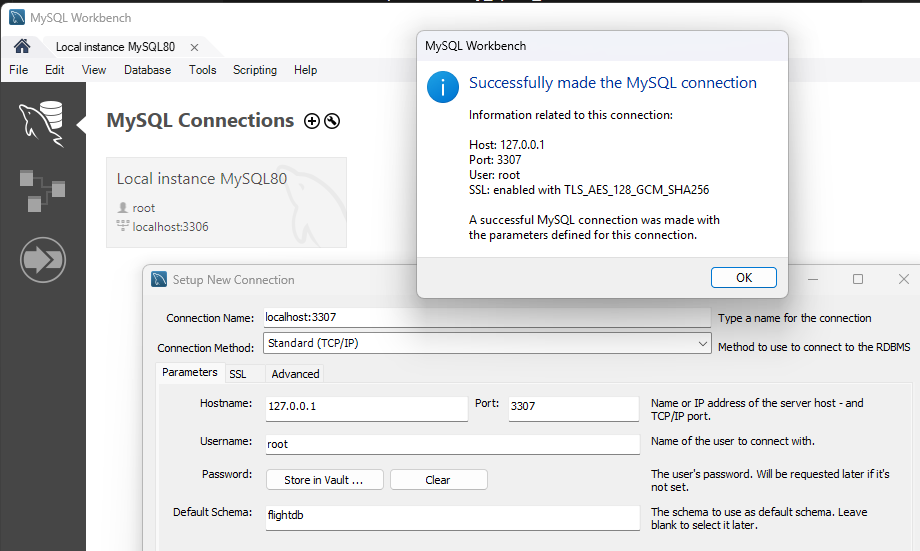 MySQL Workbench
Local instance MySQL80
File Edit View Database Tools Scripting Help
MySQL Connections
Local instance MySQL80
root
localhost:3306
MySQL Workbench
Successfully made the MySQL connection
Information related to this connection:
Host: 127.0.0.1
Port: 3307
User: root
SSL: enabled with TLS_AES_128_GCM_SHA256
A successful MySQL connection was made with
the parameters defined for this connection.
OK
Setup New Connection
Connection Name: localhost:3307 Type a name for the connection
Connection Method: Standard (TCP/IP) Method to use to connect to the RDBMS
Parameters SSL Advanced
Hostname: 127.0.0.1 Port: 3307 Name or IP address of the server host - and
TCP/IP port.
Username: root Name of the user to connect with.
Password: Store in Vault ... Clear The user's password. Will be requested later if it's
not set.
Default Schema: flightdb The schema to use as default schema. Leave
blank to select it later.